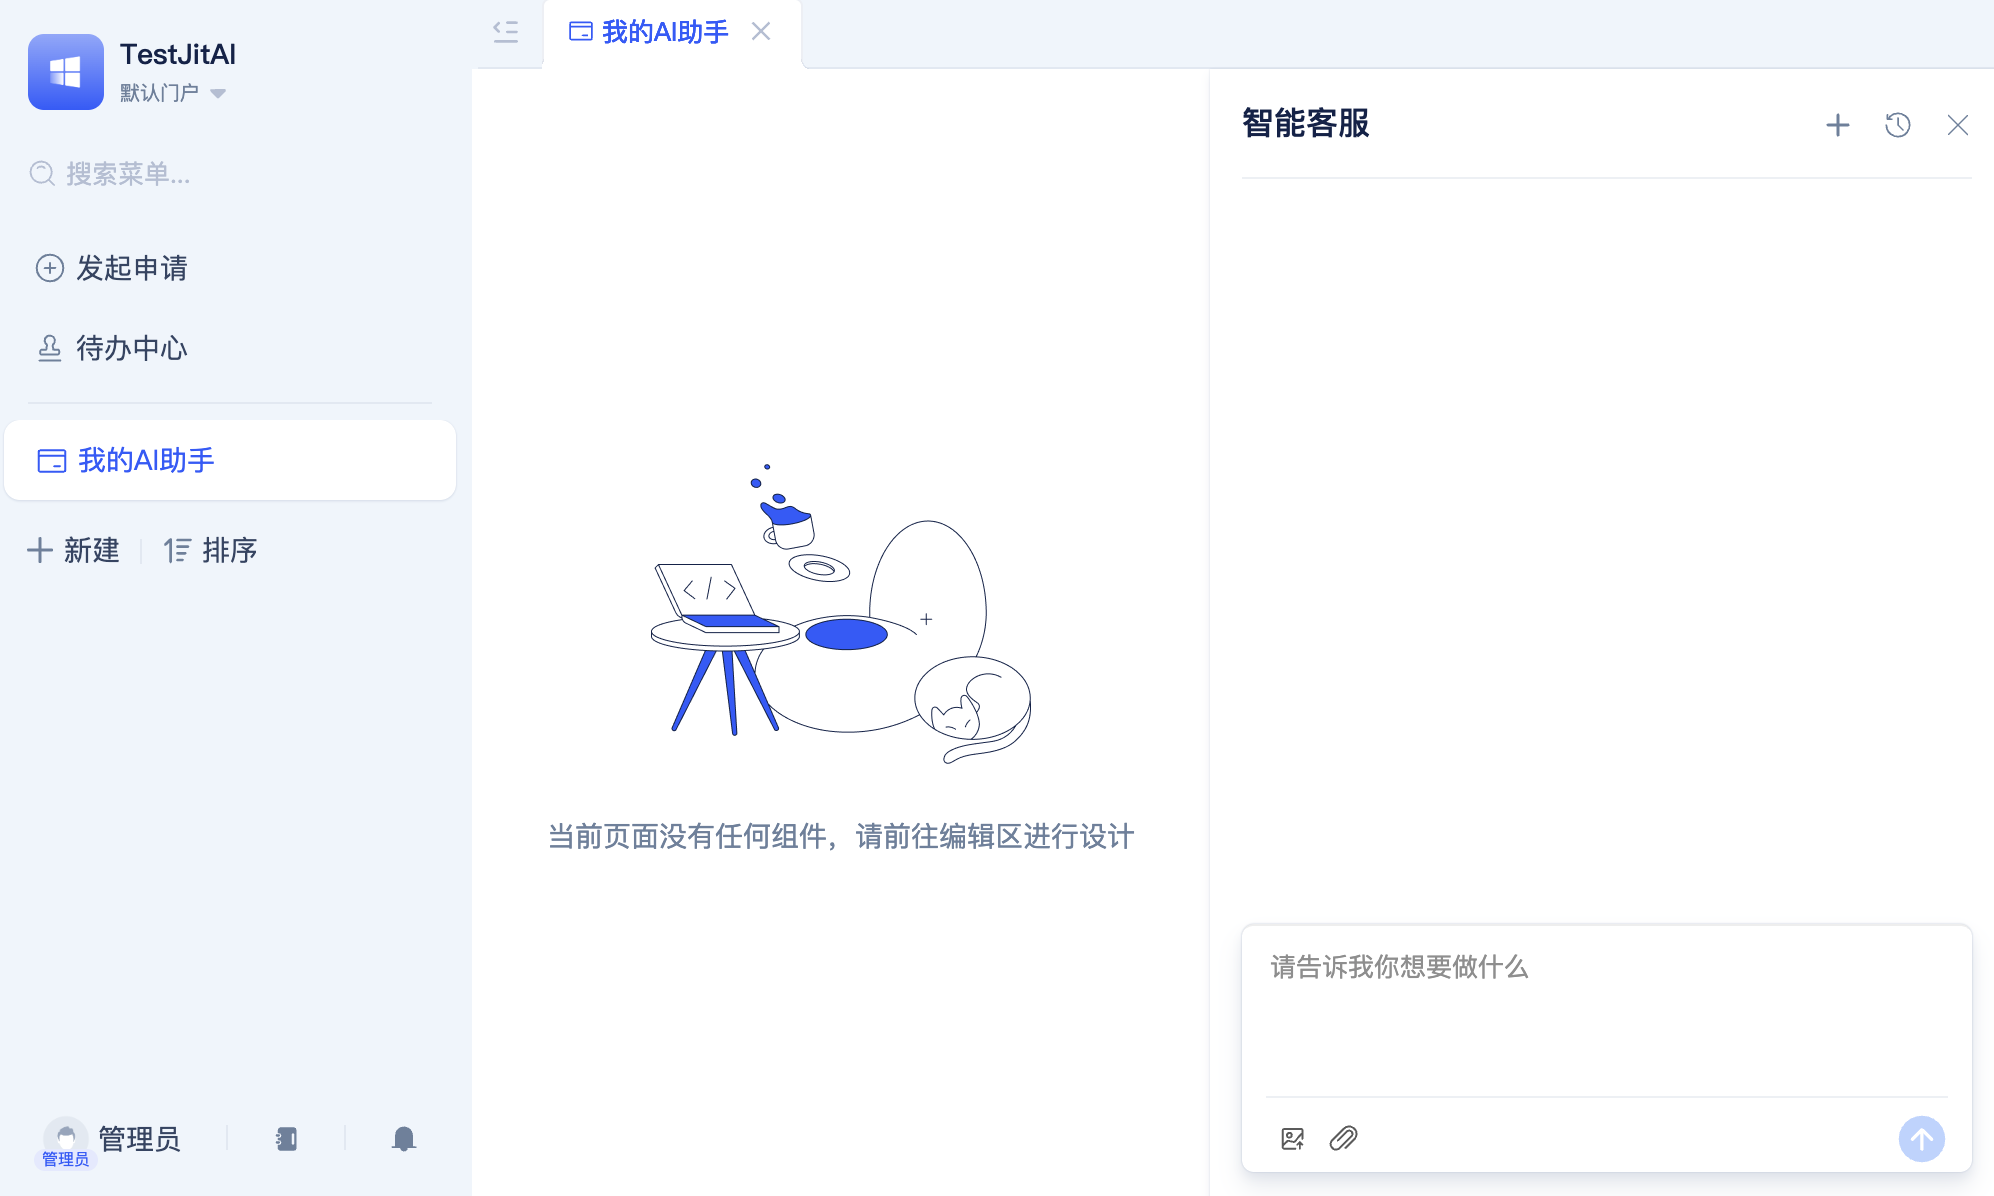 TestJitAI
默认门户
搜索菜单...
发起申请
待办中心
我的AI助手
新建
排序
管理员
管理员
我的AI助手
</>
当前页面没有任何组件，请前往编辑区进行设计
智能客服
请告诉我你想要做什么